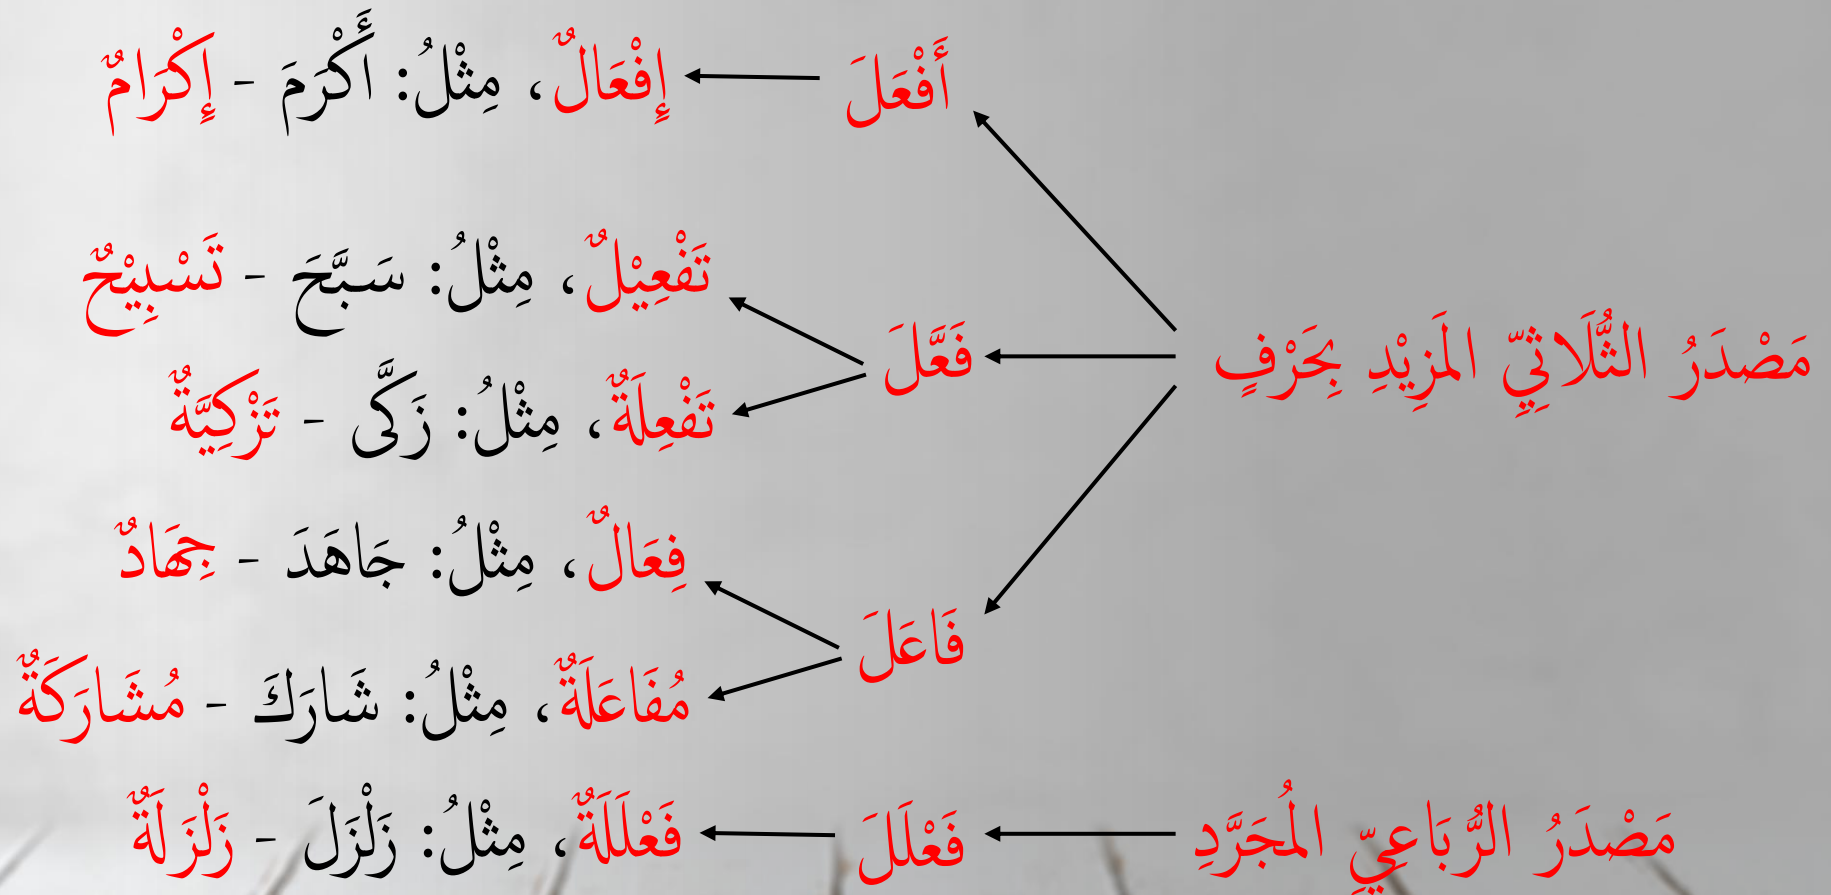 مَصْدَرُ الثُّلَاثِيِّ المَزِيْدِ بِحَرْفٍ
أَفْعَلَ
إِفْعَالٌ، مِثْلُ: أَكْرَمَ - إِكْرَامٌ
فَعَّلَ
تَفْعِيْلٌ، مِثْلُ: سَبَّحَ - تَسْبِيْحٌ
تَفْعِلَةٌ، مِثْلُ: زَكَّى - تَزْكِيَّةٌ
فَاعَلَ
فِعَالٌ، مِثْلُ: جَاهَدَ - جِهَادٌ
مُفَاعَلَةٌ، مِثْلُ: شَارَكَ - مُشَارَكَةٌ
مَصْدَرُ الرُّبَاعِيِّ المُجَرَّدِ
فَعْلَلَ
فَعْلَلَةٌ، مِثْلُ: زَلْزَلَ - زَلْزَلَةٌ